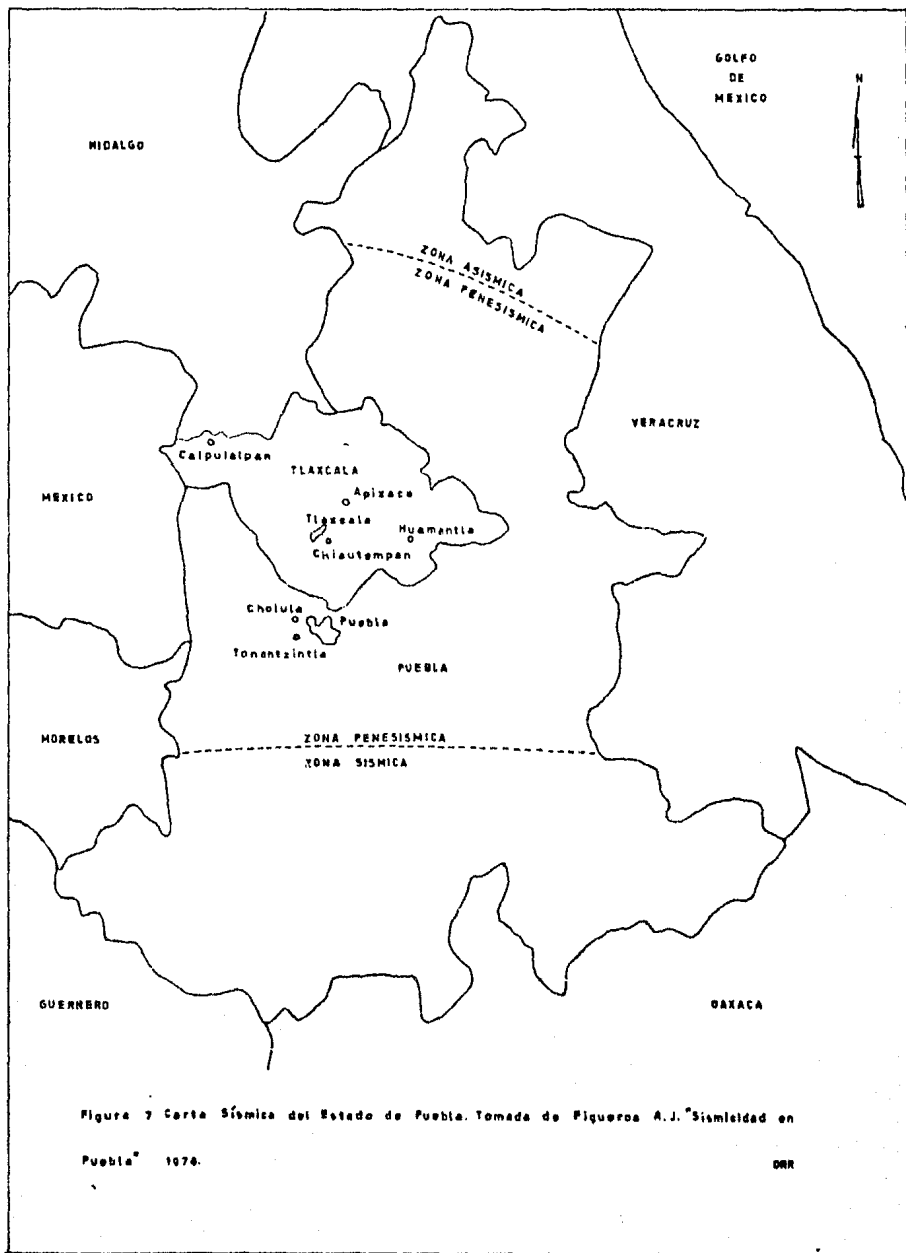 GOLFO
DE
MEXICO
N
HIDALGO
ZONA ASISMICA
ZONA PENESISMICA
VERACRUZ
Calpulalpan
TLAXCALA
MEXICO
Apizaco
Tlaxcala
Huamantla
Chiautempan
Cholula
Puebla
Tonantzintla
PUEBLA
MORELOS
ZONA PENESISMICA
ZONA SISMICA
GUERRERO
OAXACA
Figura 7 Carta Sísmica del Estado de Puebla. Tomada de Figueroa A.J. "Sismicidad en
Puebla"
DRR